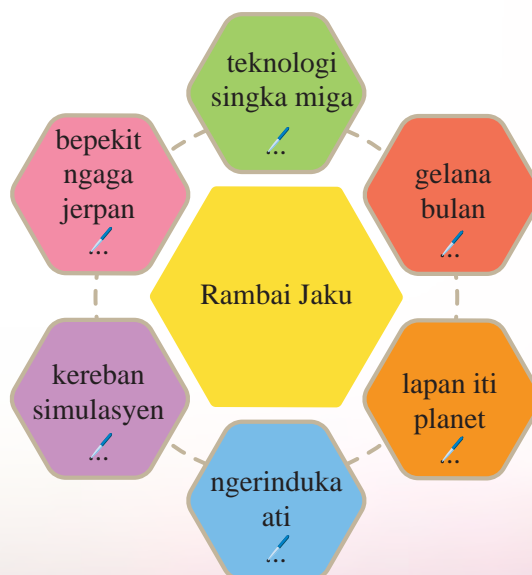 teknologi
singka miga
...
bepekit
ngaga
jerpan
...
gelana
bulan
...
Rambai Jaku
kereban
simulasyen
...
lapan iti
planet
...
ngerinduka
ati
...